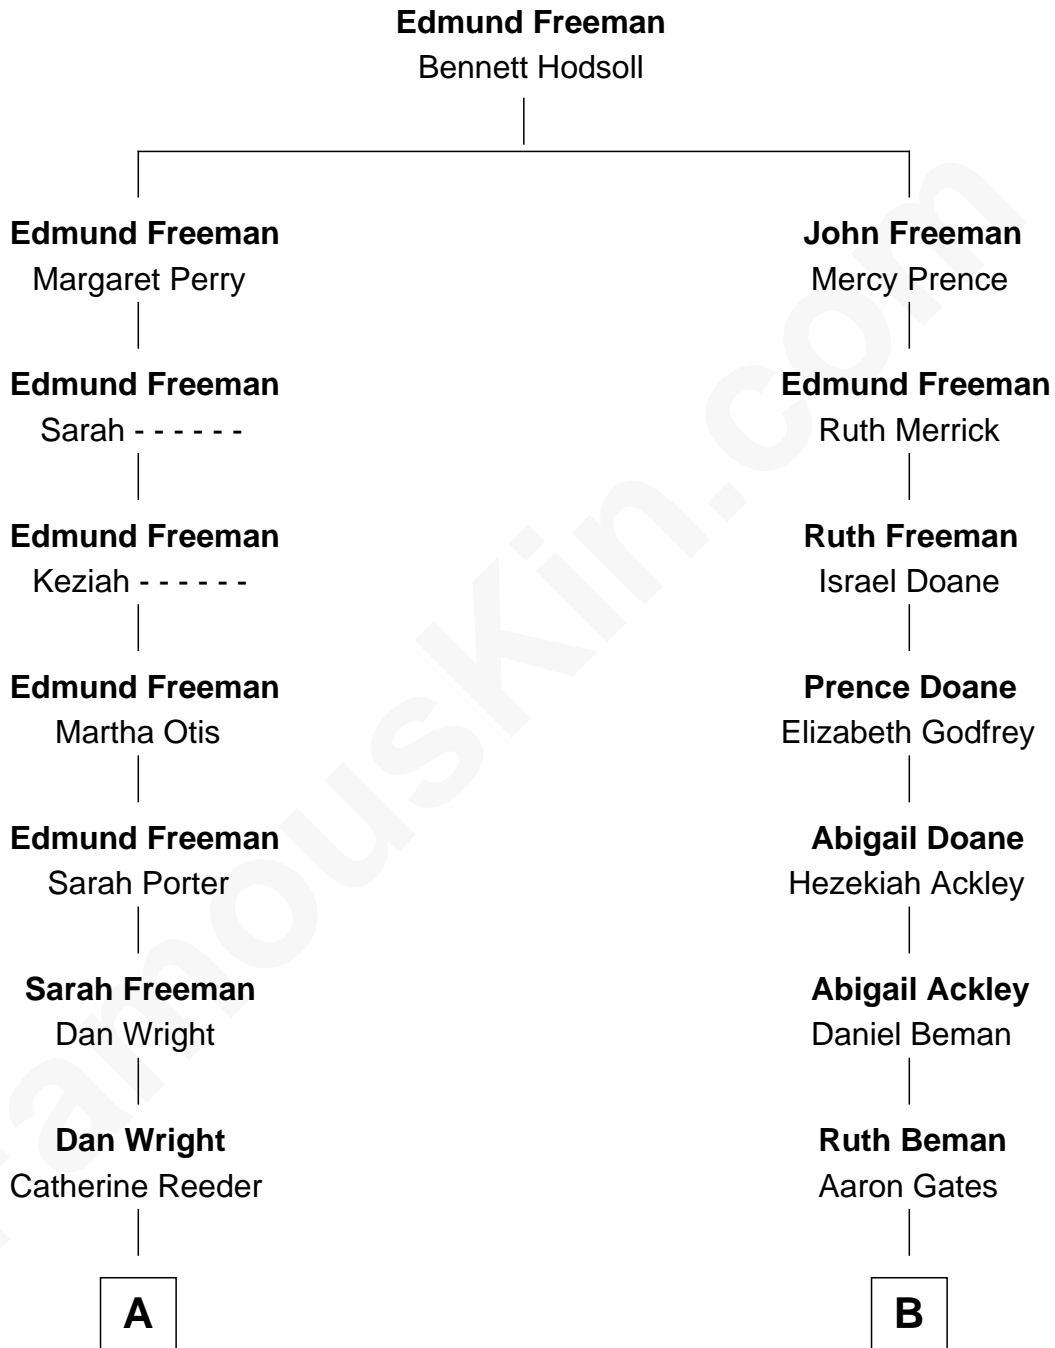 Edmund Freeman
Bennett Hodsoll
Edmund Freeman
Margaret Perry
Edmund Freeman
Sarah - - - - - -
Edmund Freeman
Keziah - - - - - -
Edmund Freeman
Martha Otis
Edmund Freeman
Sarah Porter
Sarah Freeman
Dan Wright
Dan Wright
Catherine Reeder
A
John Freeman
Mercy Prence
Edmund Freeman
Ruth Merrick
Ruth Freeman
Israel Doane
Prence Doane
Elizabeth Godfrey
Abigail Doane
Hezekiah Ackley
Abigail Ackley
Daniel Beman
Ruth Beman
Aaron Gates
B
FamousKin.com